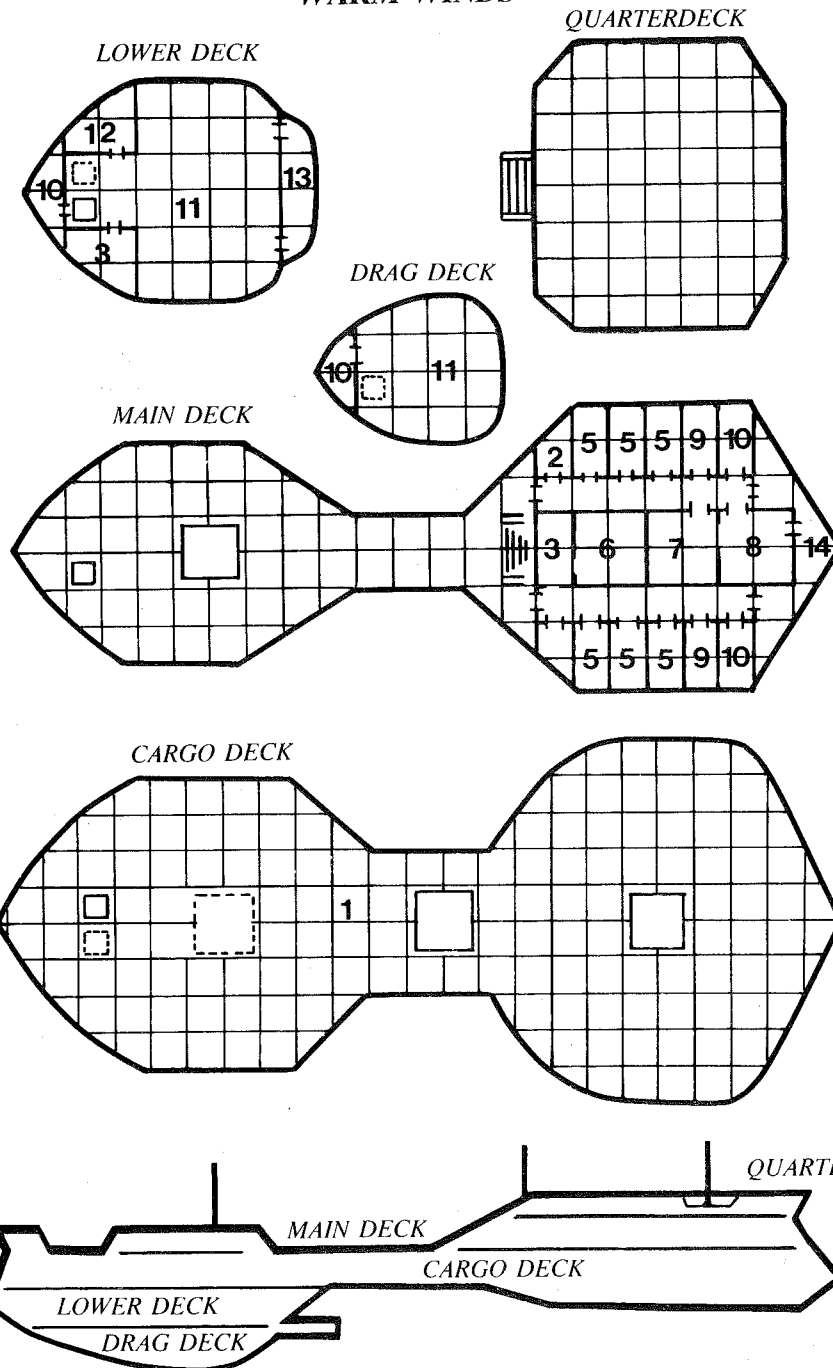 WARM WINDS
LOWER DECK
QUARTERDECK
12
10
11
13
3
DRAG DECK
10
11
MAIN DECK
2 5 5 5 9 10
3 6 7 8 14
5 5 5 9 10
CARGO DECK
1
MAIN DECK
CARGO DECK
LOWER DECK
DRAG DECK